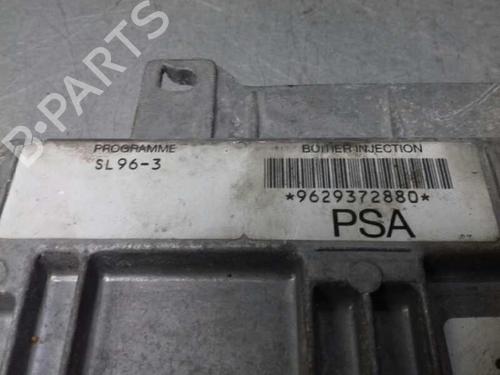 B-PARTS
PROGRAMME
SL96-3
BOITIER INJECTION
*9629372880*
PSA